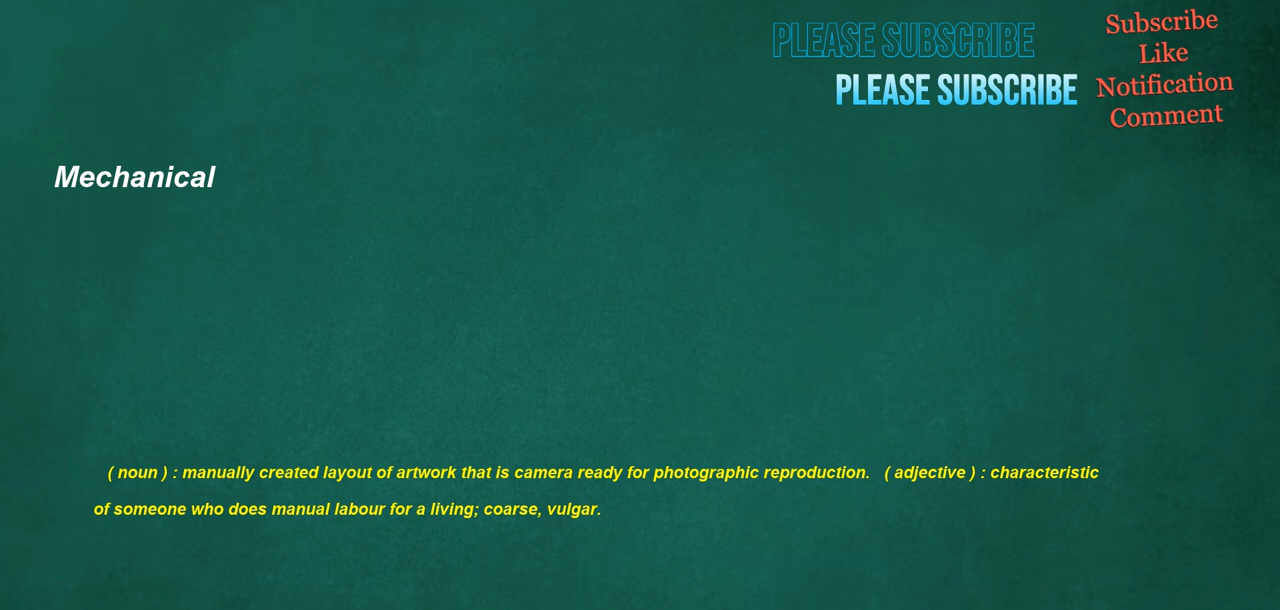 PLEASE SUBSCRIBE
PLEASE SUBSCRIBE
Subscribe
Like
Notification
Comment
Mechanical
( noun ) : manually created layout of artwork that is camera ready for photographic reproduction. ( adjective ) : characteristic
of someone who does manual labour for a living; coarse, vulgar.